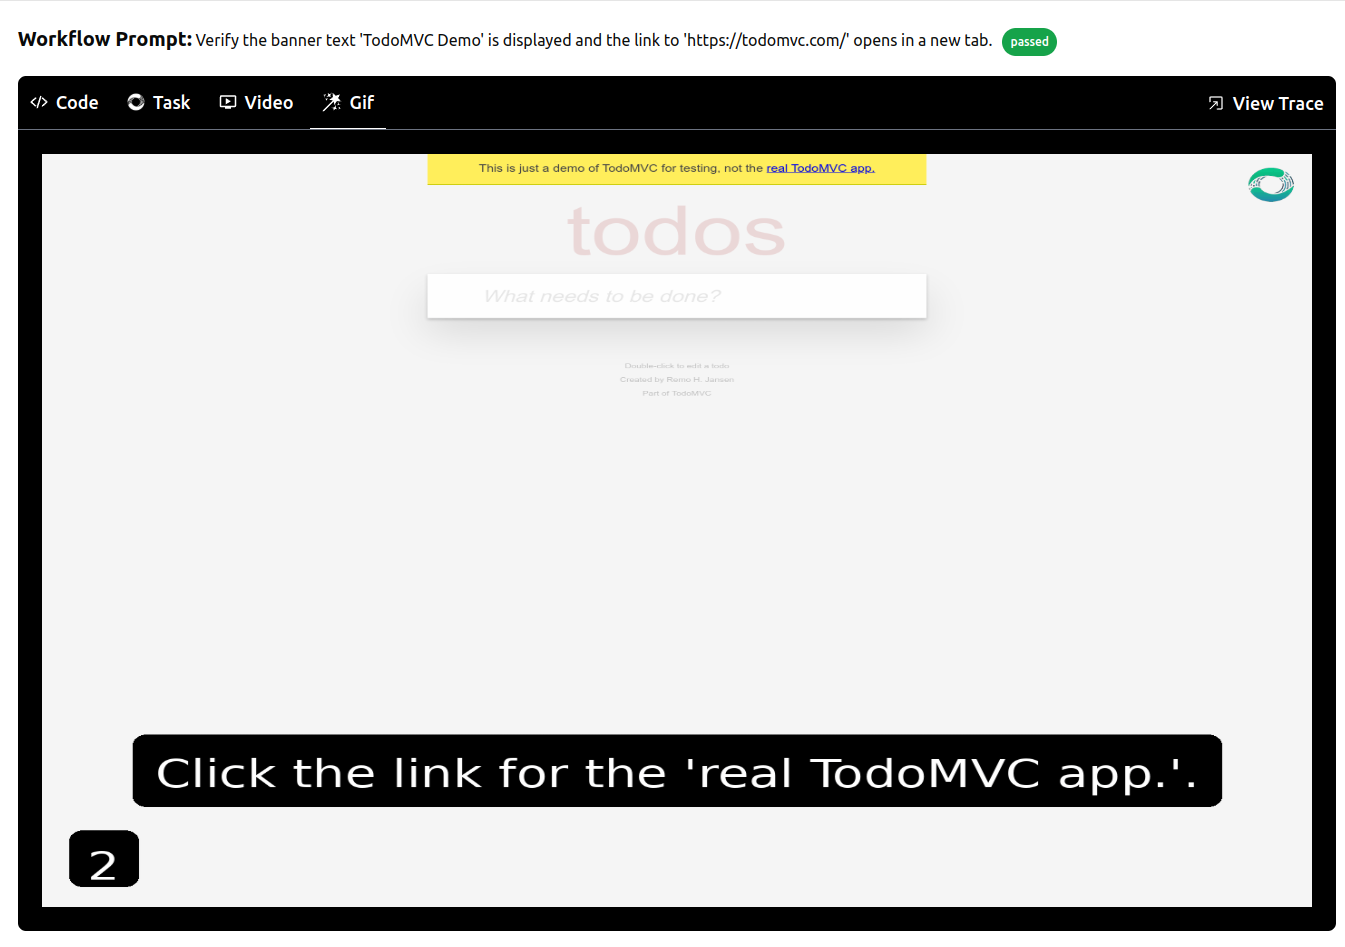 Workflow Prompt: Verify the banner text 'TodoMVC Demo' is displayed and the link to 'https://todomvc.com/' opens in a new tab. passed
Code Task Video Gif View Trace
This is just a demo of TodoMVC for testing, not the real TodoMVC app.
todos
What needs to be done?
Double-click to edit a todo
Created by Remo H. Jansen
Part of TodoMVC
Click the link for the 'real TodoMVC app.'.
2